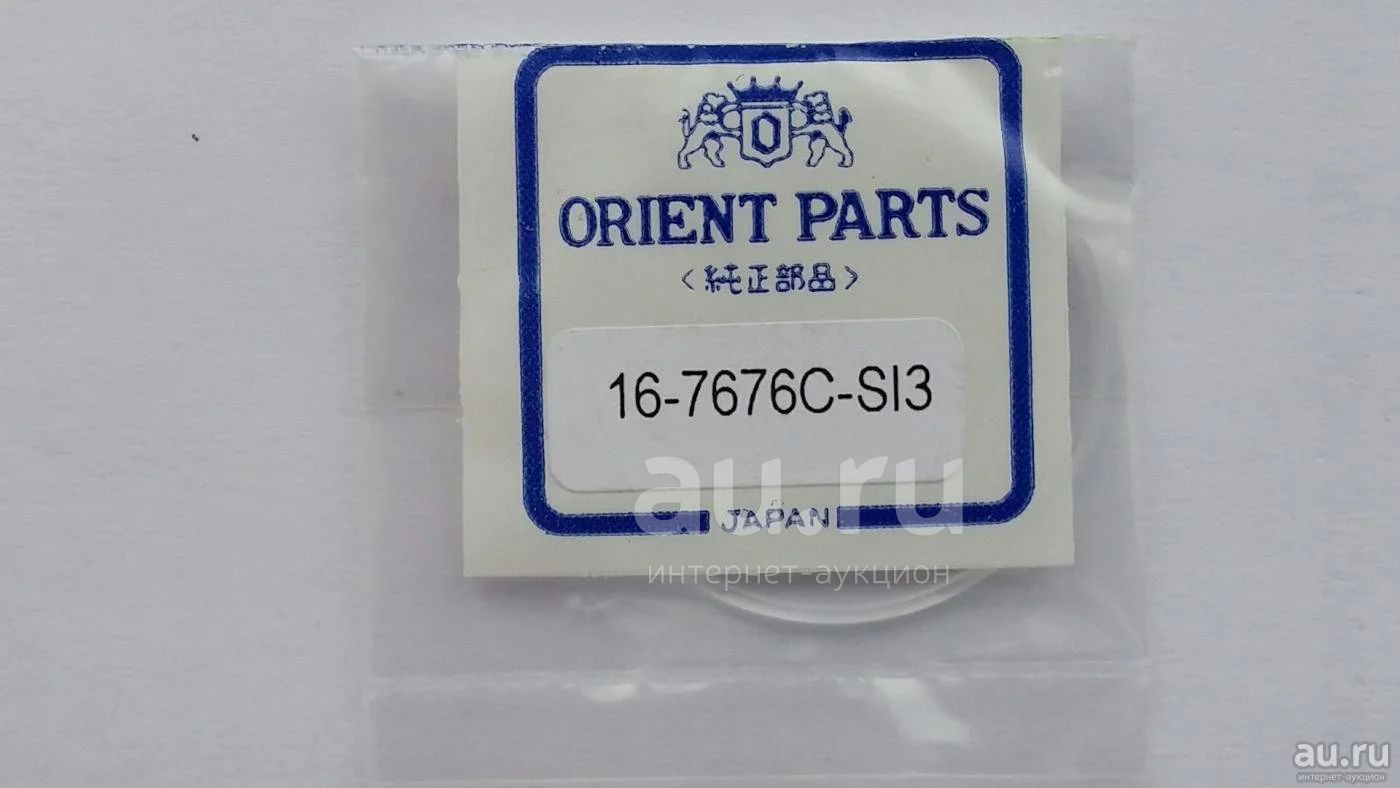 O
ORIENT PARTS
〈純正部品〉
16-7676C-SI3
au.ru
JAPAN
интернет-аукцион
au.ru
интернет-аукцион